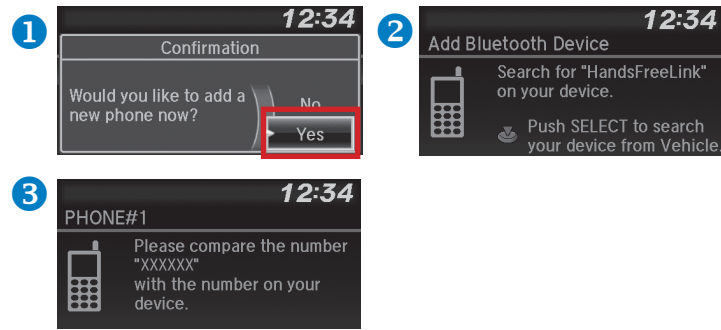 1
12:34
Confirmation
Would you like to add a
new phone now?
No
Yes
2
12:34
Add Bluetooth Device
Search for "HandsFreeLink"
on your device.
Push SELECT to search
your device from Vehicle.
3
12:34
PHONE#1
Please compare the number
"XXXXXX"
with the number on your
device.